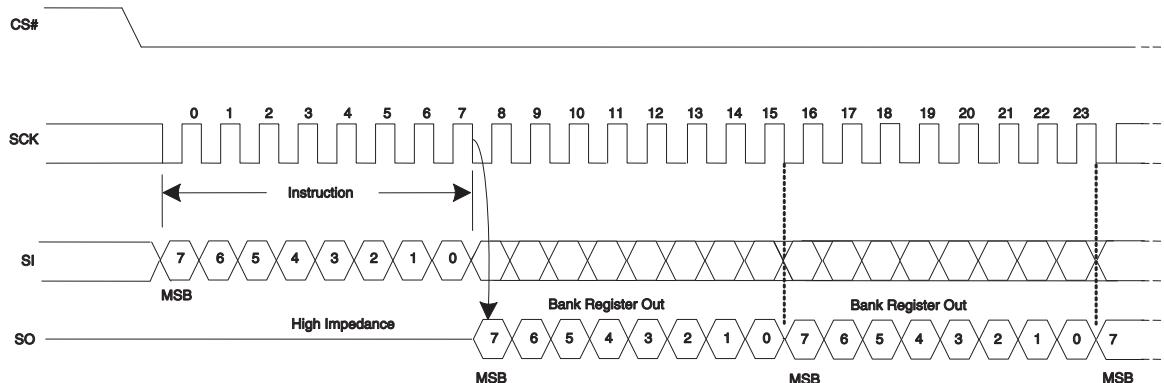 CS#
0 1 2 3 4 5 6 7 8 9 10 11 12 13 14 15 16 17 18 19 20 21 22 23
SCK
Instruction
SI 7 6 5 4 3 2 1 0
MSB
Bank Register Out Bank Register Out
High Impedance
SO 7 6 5 4 3 2 1 0 7 6 5 4 3 2 1 0 7
MSB MSB MSB